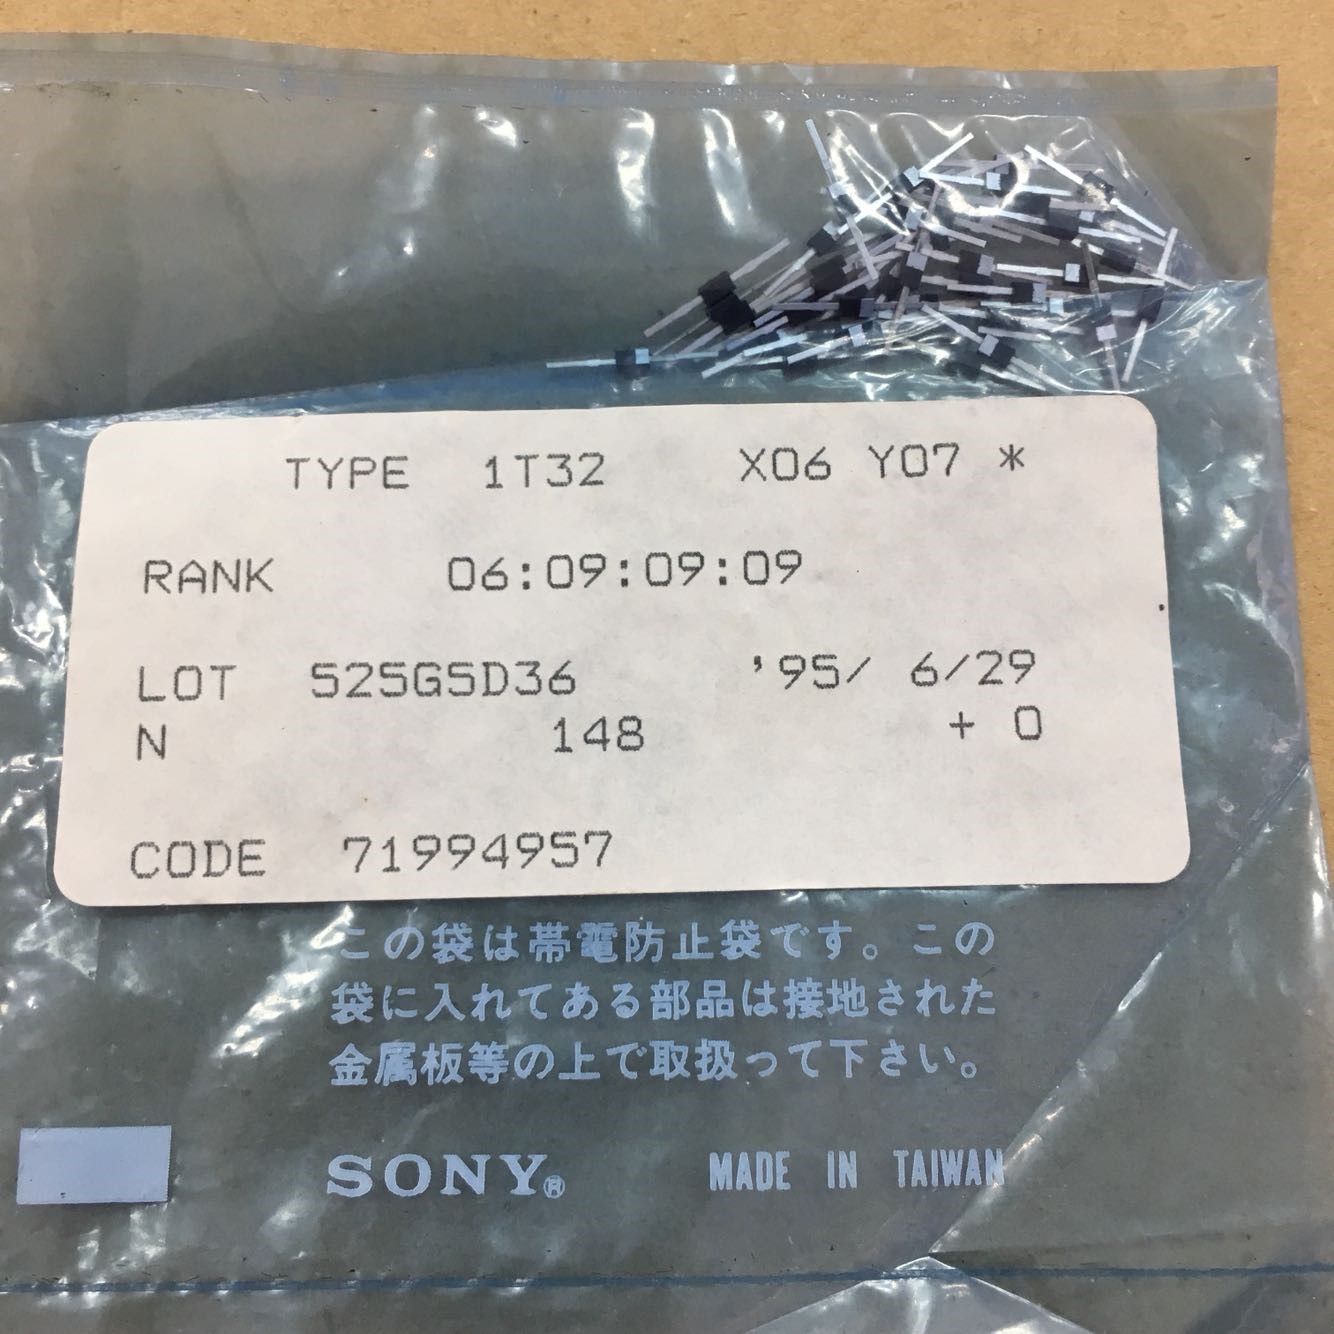 TYPE 1T32 X06 Y07 *
RANK 06:09:09:09
LOT 525G5D36 '95/ 6/29
N 148 + 0
CODE 71994957
この袋は帯電防止袋です。この
袋に入れてある部品は接地された
金属板等の上で取扱って下さい。
SONY® MADE IN TAIWAN